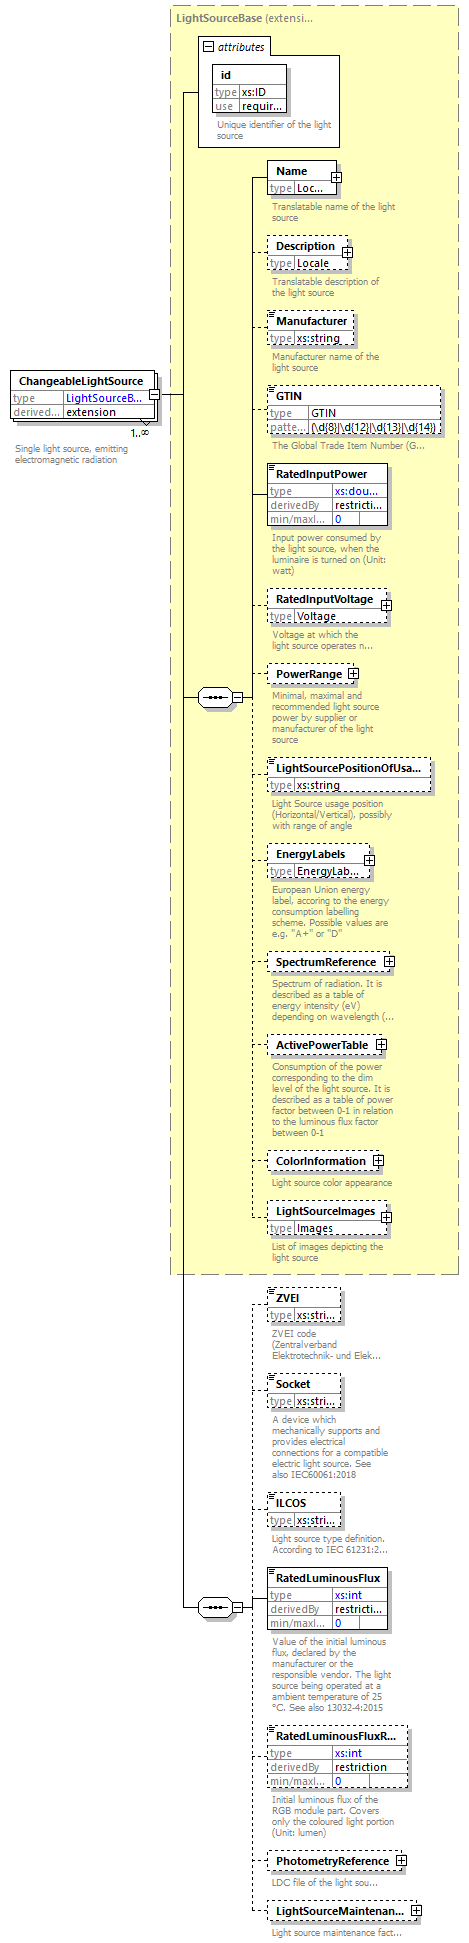 LightSourceBase (extensi...
attributes
id
type xs:ID
use requir...
Unique identifier of the light
source
Name
type Loc...
Translatable name of the light
source
Description
type Locale
Translatable description of
the light source
Manufacturer
type xs:string
Manufacturer name of the
light source
ChangeableLightSource
type LightSourceB...
derived... extension
1..∞
Single light source, emitting
electromagnetic radiation
GTIN
type GTIN
patte... (\d{8}|\d{12}|\d{13}|\d{14})
The Global Trade Item Number (G...
RatedInputPower
type xs:dou...
derivedBy restricti...
min/maxI... 0
Input power consumed by
the light source, when the
luminaire is turned on (Unit:
watt)
RatedInputVoltage
type Voltage
Voltage at which the
light source operates n...
PowerRange
Minimal, maximal and
recommended light source
power by supplier or
manufacturer of the light
source
LightSourcePositionOfUsa...
type xs:string
Light Source usage position
(Horizontal/Vertical), possibly
with range of angle
EnergyLabels
type EnergyLab...
European Union energy
label, accoring to the energy
consumption labelling
scheme. Possible values are
e.g. "A+" or "D"
SpectrumReference
Spectrum of radiation. It is
described as a table of
energy intensity (eV)
depending on wavelength (...
ActivePowerTable
Consumption of the power
corresponding to the dim
level of the light source. It is
described as a table of power
factor between 0-1 in relation
to the luminous flux factor
between 0-1
ColorInformation
Light source color appearance
LightSourceImages
type Images
List of images depicting the
light source
ZVEI
type xs:stri...
ZVEI code
(Zentralverband
Elektrotechnik- und Elek...
Socket
type xs:stri...
A device which
mechanically supports and
provides electrical
connections for a compatible
electric light source. See
also IEC60061:2018
ILCOS
type xs:stri...
Light source type definition.
According to IEC 61231:2...
RatedLuminousFlux
type xs:int
derivedBy restricti...
min/maxI... 0
Value of the initial luminous
flux, declared by the
manufacturer or the
responsible vendor. The light
source being operated at a
ambient temperature of 25
°C. See also 13032-4:2015
RatedLuminousFluxR...
type xs:int
derivedBy restriction
min/maxI... 0
Initial luminous flux of the
RGB module part. Covers
only the coloured light portion
(Unit: lumen)
PhotometryReference
LDC file of the light sou...
LightSourceMaintenan...
Light source maintenance fact...